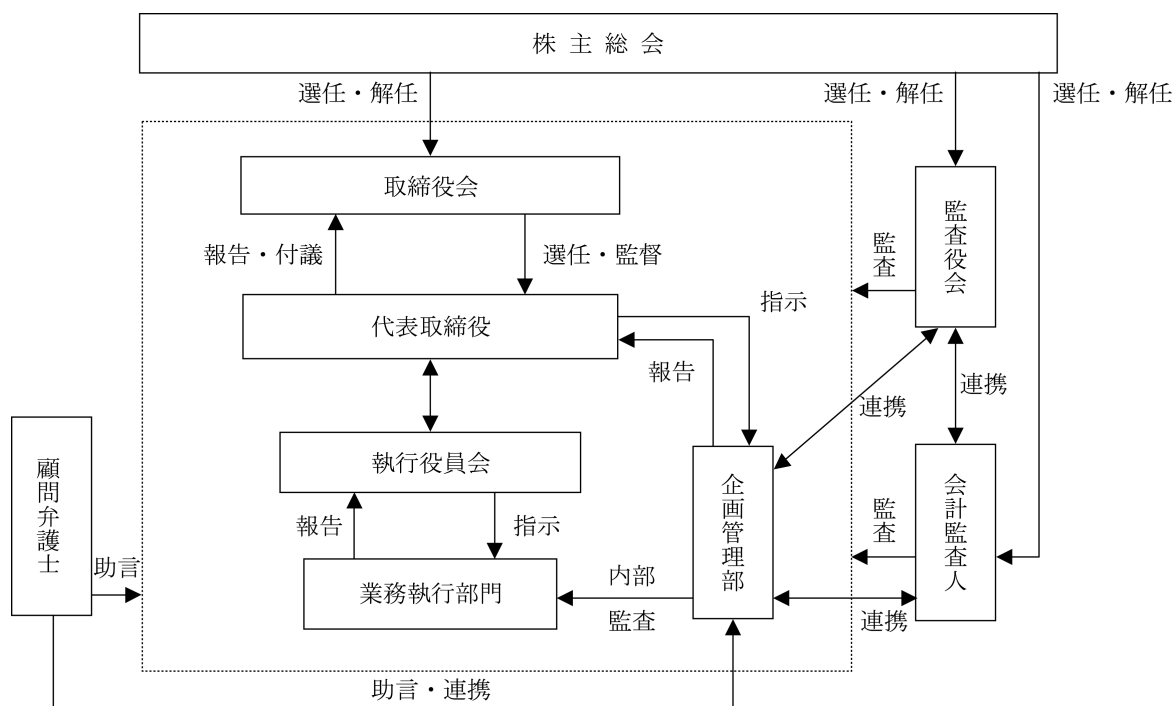 株主総会
選任・解任
選任・解任
選任・解任
取締役会
監査役会
報告・付議
選任・監督
監査
指示
代表取締役
報告
連携
連携
顧問弁護士
執行役員会
企画管理部
会計監査人
報告
指示
監査
助言
内部
監査
業務執行部門
連携
助言・連携